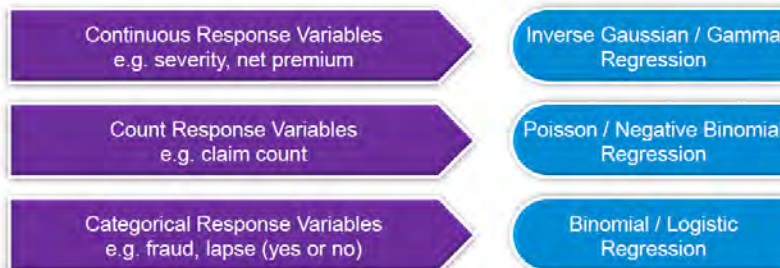 Continuous Response Variables
e.g. severity, net premium
Inverse Gaussian / Gamma
Regression
Count Response Variables
e.g. claim count
Poisson / Negative Binomia
Regression
Categorical Response Variables
e.g. fraud, lapse (yes or no)
Binomial / Logistic
Regression